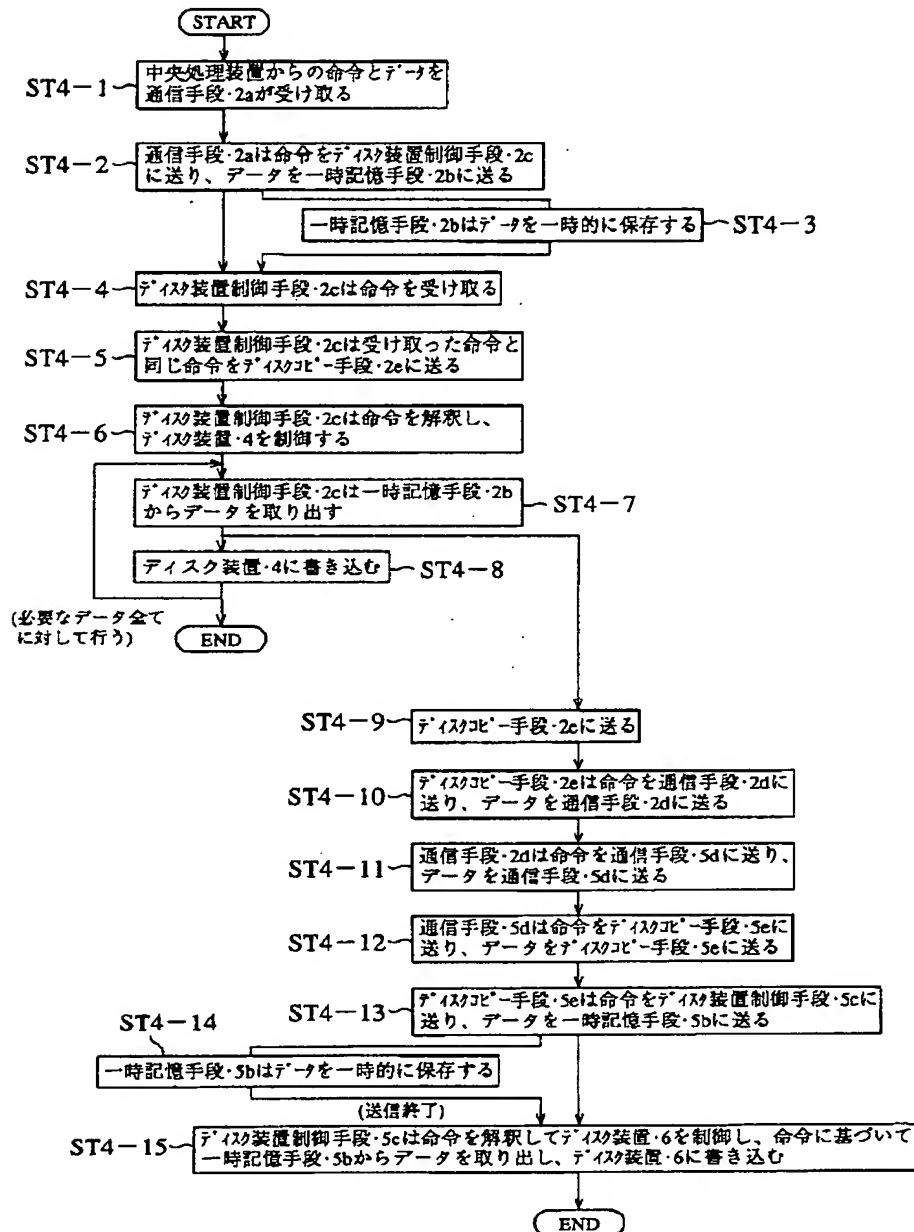 START
ST4-1
中央処理装置からの命令とデータを
通信手段・2aが受け取る
ST4-2
通信手段・2aは命令をディスク装置制御手段・2c
に送り、データを一時記憶手段・2bに送る
一時記憶手段・2bはデータを一時的に保存する
ST4-3
ST4-4
ディスク装置制御手段・2cは命令を受け取る
ST4-5
ディスク装置制御手段・2cは受け取った命令と
同じ命令をディスクコピー手段・2eに送る
ST4-6
ディスク装置制御手段・2cは命令を解釈し、
ディスク装置・4を制御する
ディスク装置制御手段・2cは一時記憶手段・2b
からデータを取り出す
ST4-7
ディスク装置・4に書き込む
ST4-8
(必要なデータ全て
に対して行う)
END
ST4-9
ディスクコピー手段・2eに送る
ST4-10
ディスクコピー手段・2eは命令を通信手段・2dに
送り、データを通信手段・2dに送る
ST4-11
通信手段・2dは命令を通信手段・5dに送り、
データを通信手段・5dに送る
ST4-12
通信手段・5dは命令をディスクコピー手段・5eに
送り、データをディスクコピー手段・5eに送る
ST4-13
ディスクコピー手段・5eは命令をディスク装置制御手段・5cに
送り、データを一時記憶手段・5bに送る
ST4-14
一時記憶手段・5bはデータを一時的に保存する
(送信終了)
ST4-15
ディスク装置制御手段・5cは命令を解釈してディスク装置・6を制御し、命令に基づいて
一時記憶手段・5bからデータを取り出し、ディスク装置・6に書き込む
END